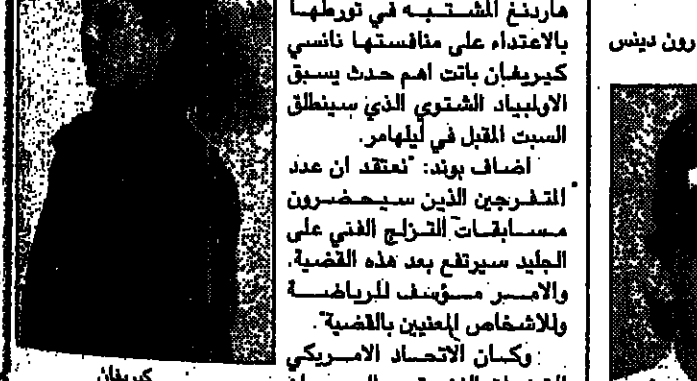 هاردنغ المشتبه في تورطها
بالاعتداء على منافستها نانسي
كيريغان باتت اهم حدث يسبق
الاولمبياد الشتوي الذي سينطلق
السبت المقبل في ليلهامر.
اضاف بوند: "نعتقد ان عدد
المتفرجين الذين سيحضرون
مسابقات التزلج الفني على
الجليد سيرتفع بعد هذه القضية.
والامر مؤسف للرياضة
وللاشخاص المعنيين بالقضية".
وكان الاتحاد الامريكي
كيريغان
رون دينس